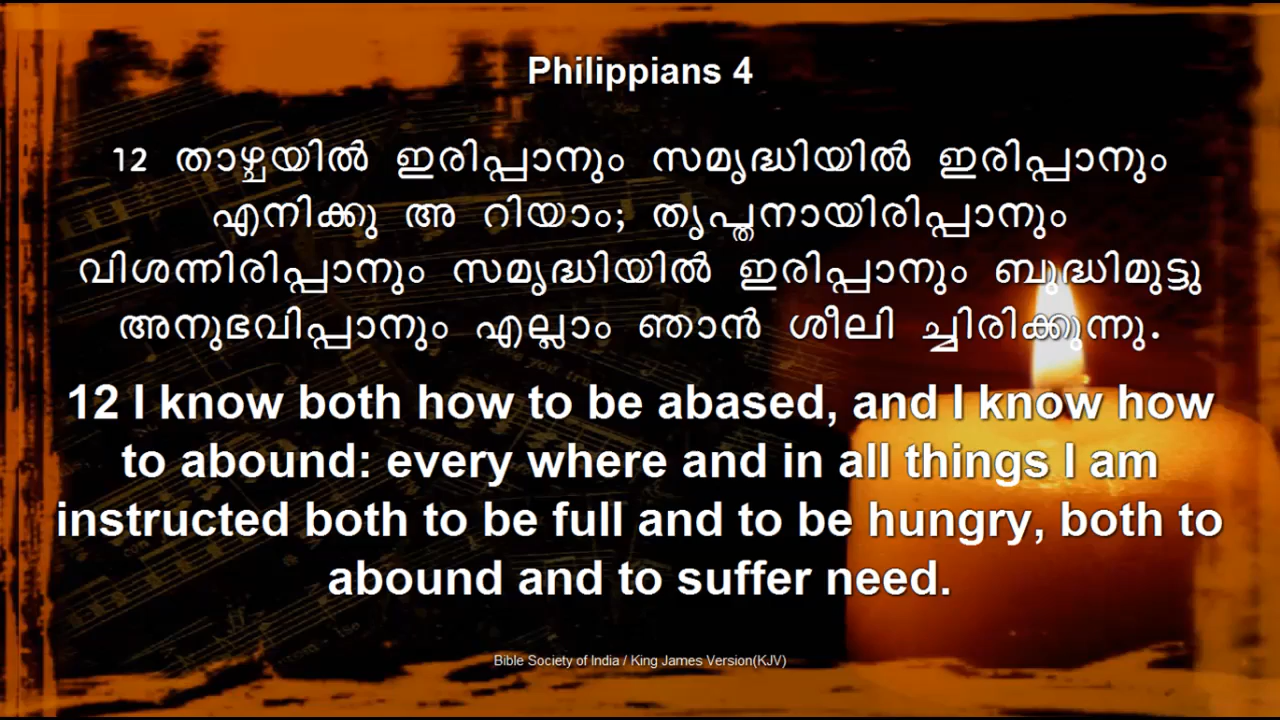 Philippians 4
12 താഴ്ചയിൽ ഇരിപ്പാനും സമൃദ്ധിയിൽ ഇരിപ്പാനും
എനിക്കു അ റിയാം; തൃപ്തനായിരിപ്പാനും
വിശന്നിരിപ്പാനും സമൃദ്ധിയിൽ ഇരിപ്പാനും ബുദ്ധിമുട്ടു
അനുഭവിപ്പാനും എല്ലാം ഞാൻ ശീലി ച്ചിരിക്കുന്നു.
12 I know both how to be abased, and I know how
to abound: every where and in all things I am
instructed both to be full and to be hungry, both to
abound and to suffer need.
Bible Society of India / King James Version(KJV)